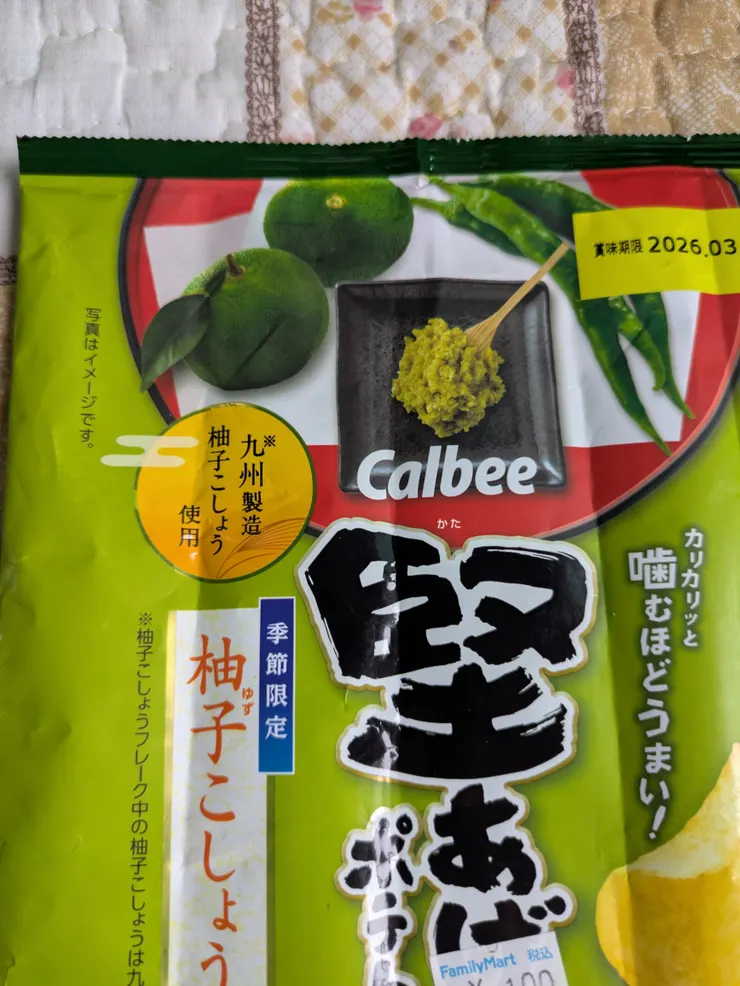 賞味期限 2026.03
写真はイメージです。
※九州製造
柚子こしょう
使用
Calbee
かた
堅あげ
ポテ
カリカリッと
噛むほどうまい!
季節限定
柚子こしょう
ゆず
※柚子こしょうフレーク中の柚子こしょうは九
FamilyMart 税込
¥100